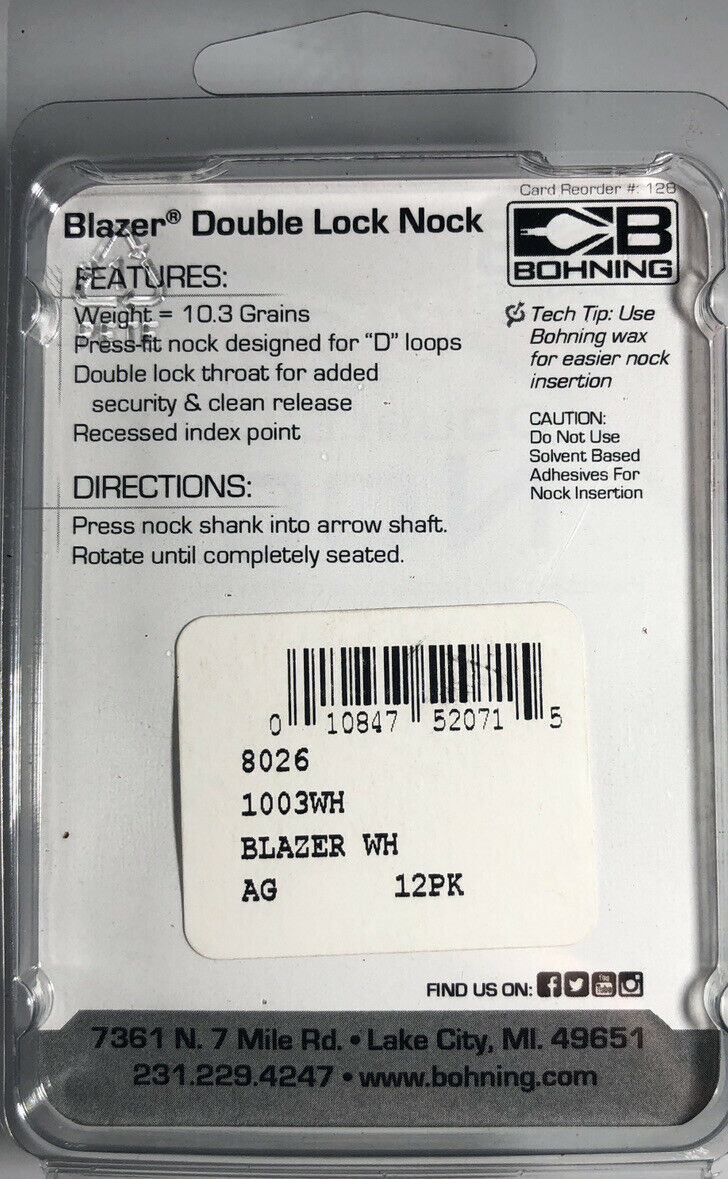 Card Reorder #: 128
Blazer® Double Lock Nock
BOHNING
FEATURES:
Weight = 10.3 Grains
Press-fit nock designed for “D” loops
Double lock throat for added
security & clean release
Recessed index point
Tech Tip: Use
Bohning wax
for easier nock
insertion
CAUTION:
Do Not Use
Solvent Based
Adhesives For
Nock Insertion
DIRECTIONS:
Press nock shank into arrow shaft.
Rotate until completely seated.
0 10847 52071 5
8026
1003WH
BLAZER WH
AG 12PK
FIND US ON:
7361 N. 7 Mile Rd. • Lake City, MI. 49651
231.229.4247 • www.bohning.com